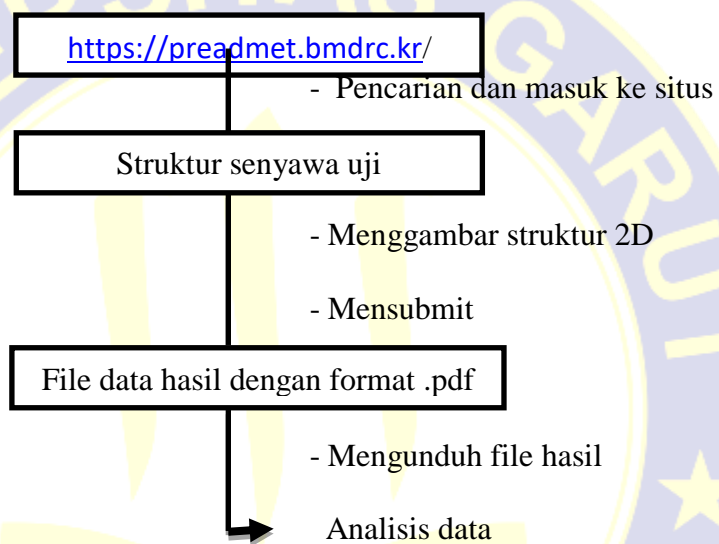 https://preadmet.bmdrc.kr/
- Pencarian dan masuk ke situs
Struktur senyawa uji
- Menggambar struktur 2D
- Mensubmit
File data hasil dengan format .pdf
- Mengunduh file hasil
Analisis data
GARUT